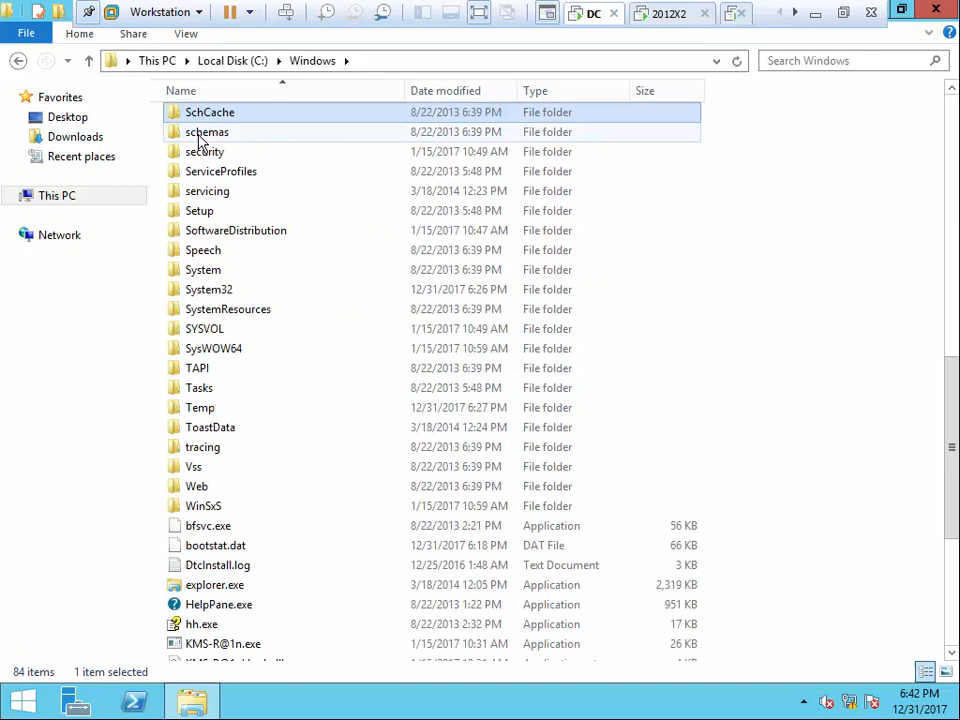 Workstation DC 2012X2
File Home Share View
This PC Local Disk (C:) Windows Search Windows
Name Date modified Type Size
Favorites
Desktop
Downloads
Recent places
This PC
Network
SchCache 8/22/2013 6:39 PM File folder
schemas 8/22/2013 6:39 PM File folder
security 1/15/2017 10:49 AM File folder
ServiceProfiles 8/22/2013 5:48 PM File folder
servicing 3/18/2014 12:23 PM File folder
Setup 8/22/2013 6:39 PM File folder
SoftwareDistribution 1/15/2017 10:47 AM File folder
Speech 8/22/2013 6:39 PM File folder
System 8/22/2013 6:39 PM File folder
System32 12/31/2017 6:26 PM File folder
SystemResources 8/22/2013 6:39 PM File folder
SYSVOL 1/15/2017 10:49 AM File folder
SysWOW64 1/15/2017 10:59 AM File folder
TAPI 8/22/2013 6:39 PM File folder
Tasks 8/22/2013 5:48 PM File folder
Temp 12/31/2017 6:27 PM File folder
ToastData 3/18/2014 12:24 PM File folder
tracing 8/22/2013 6:39 PM File folder
Vss 8/22/2013 6:39 PM File folder
Web 8/22/2013 6:39 PM File folder
WinSxS 1/15/2017 10:59 AM File folder
bfsvc.exe 8/22/2013 2:21 PM Application 56 KB
bootstat.dat 12/31/2017 6:18 PM DAT File 66 KB
DtcInstall.log 12/25/2016 1:48 AM Text Document 3 KB
explorer.exe 3/18/2014 12:05 PM Application 2,319 KB
HelpPane.exe 8/22/2013 1:22 PM Application 951 KB
hh.exe 8/22/2013 2:32 PM Application 17 KB
KMS-R@1n.exe 1/15/2017 10:31 AM Application 26 KB
84 items 1 item selected
6:42 PM
12/31/2017